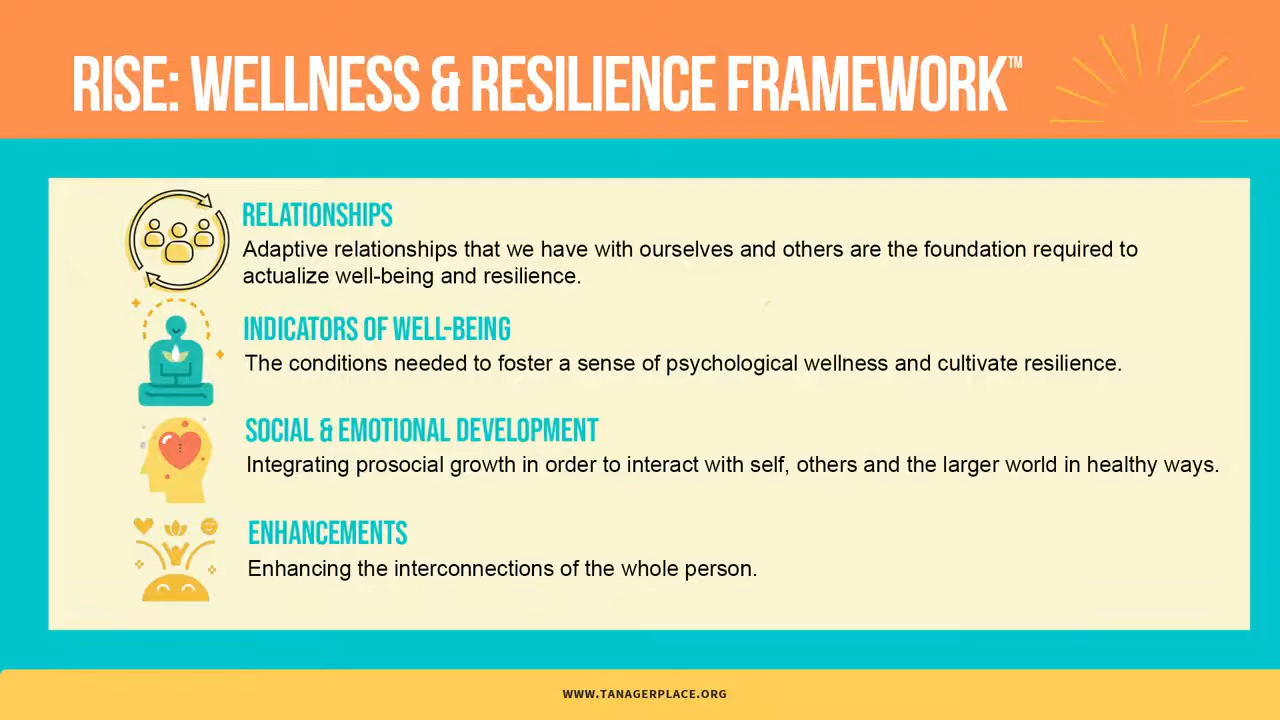 RISE: WELLNESS & RESILIENCE FRAMEWORK™
RELATIONSHIPS
Adaptive relationships that we have with ourselves and others are the foundation required to
actualize well-being and resilience.
INDICATORS OF WELL-BEING
The conditions needed to foster a sense of psychological wellness and cultivate resilience.
SOCIAL & EMOTIONAL DEVELOPMENT
Integrating prosocial growth in order to interact with self, others and the larger world in healthy ways.
ENHANCEMENTS
Enhancing the interconnections of the whole person.
WWW.TANAGERPLACE.ORG